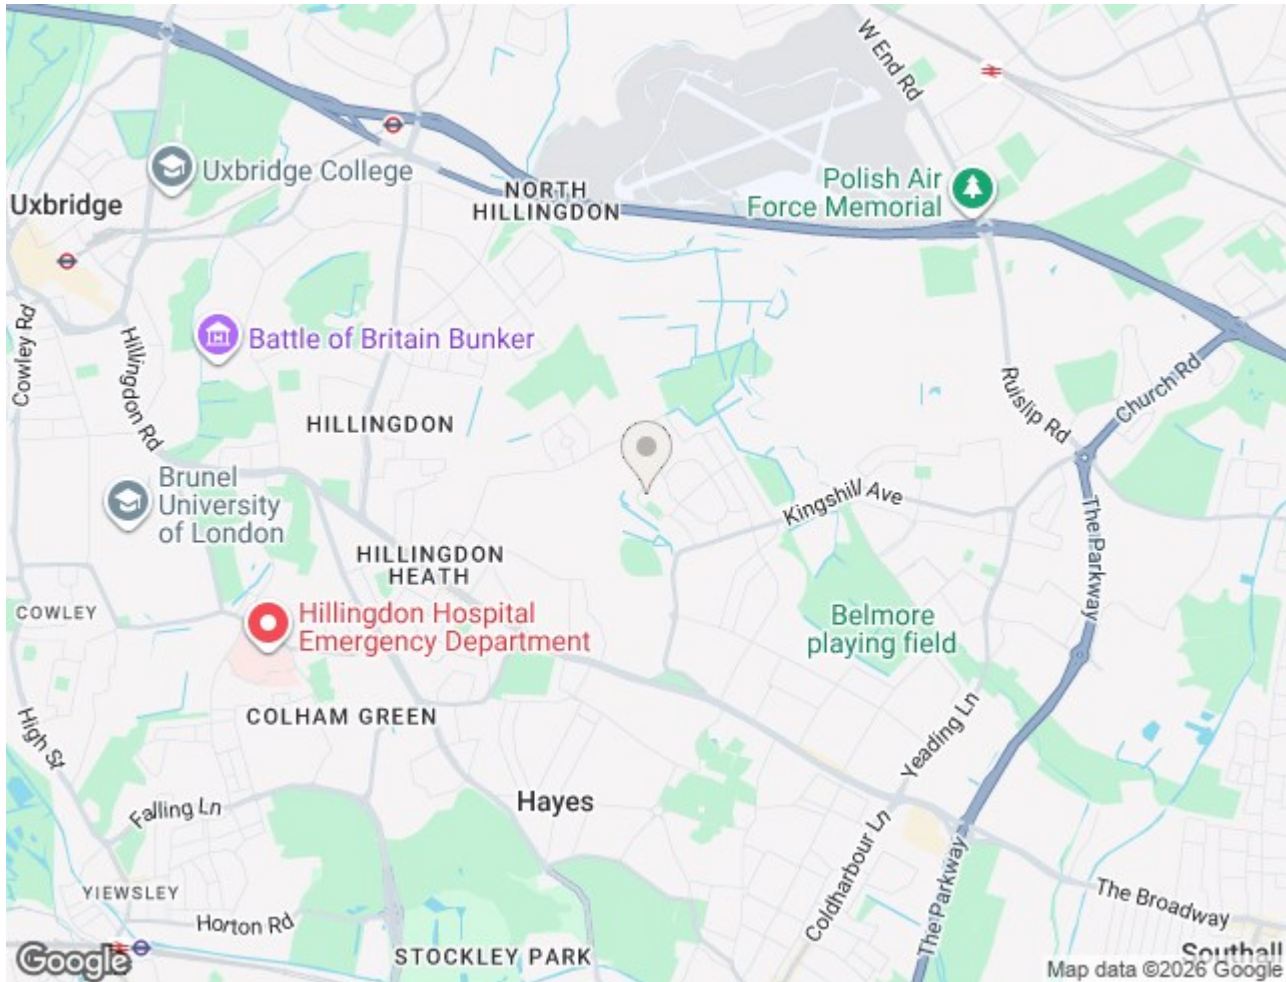 W End Rd
Uxbridge College
Uxbridge
NORTH
HILLINGDON
Polish Air
Force Memorial
Cowley Rd
Hillingdon Rd
Battle of Britain Bunker
Ruislip Rd
Church Rd
HILLINGDON
Brunel
University
of London
Kingshill Ave
The Parkway
HILLINGDON
HEATH
COWLEY
Hillingdon Hospital
Emergency Department
Belmore
playing field
High St
COLHAM GREEN
Yeading Ln
Falling Ln
Hayes
Coldharbour Ln
The Parkway
YIEWSLEY
Horton Rd
The Broadway
STOCKLEY PARK
Southall
Google
Map data ©2026 Google